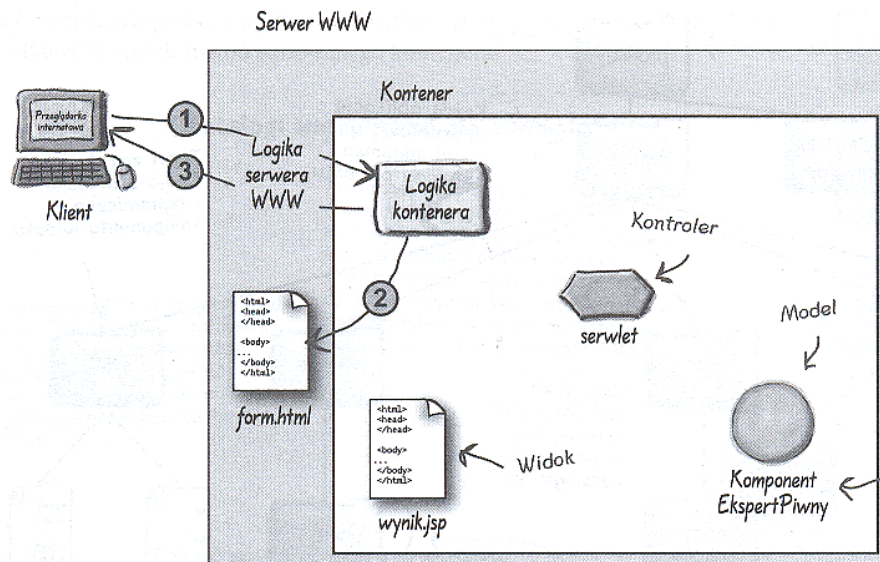 Serwer WWW
Kontener
Przeglądarka
internetowa
1
3
Klient
Logika
serwera
WWW
Logika
kontenera
2
Kontroler
serwlet
Model
<html>
<head>
</head>
<body>
...
</body>
</html>
form.html
<html>
<head>
</head>
<body>
...
</body>
</html>
wynik.jsp
Widok
Komponent
EkspertPiwny